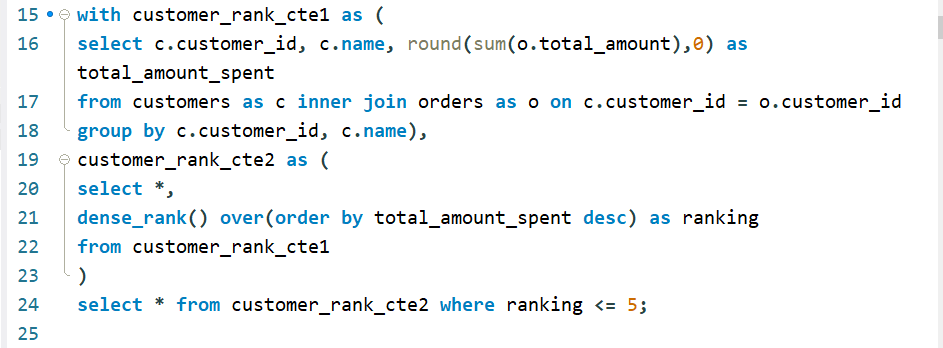 15 with customer_rank_cte1 as (
16 select c.customer_id, c.name, round(sum(o.total_amount),0) as
total_amount_spent
17 from customers as c inner join orders as o on c.customer_id = o.customer_id
18 group by c.customer_id, c.name),
19 customer_rank_cte2 as (
20 select *,
21 dense_rank() over(order by total_amount_spent desc) as ranking
22 from customer_rank_cte1
23 )
24 select * from customer_rank_cte2 where ranking <= 5;
25